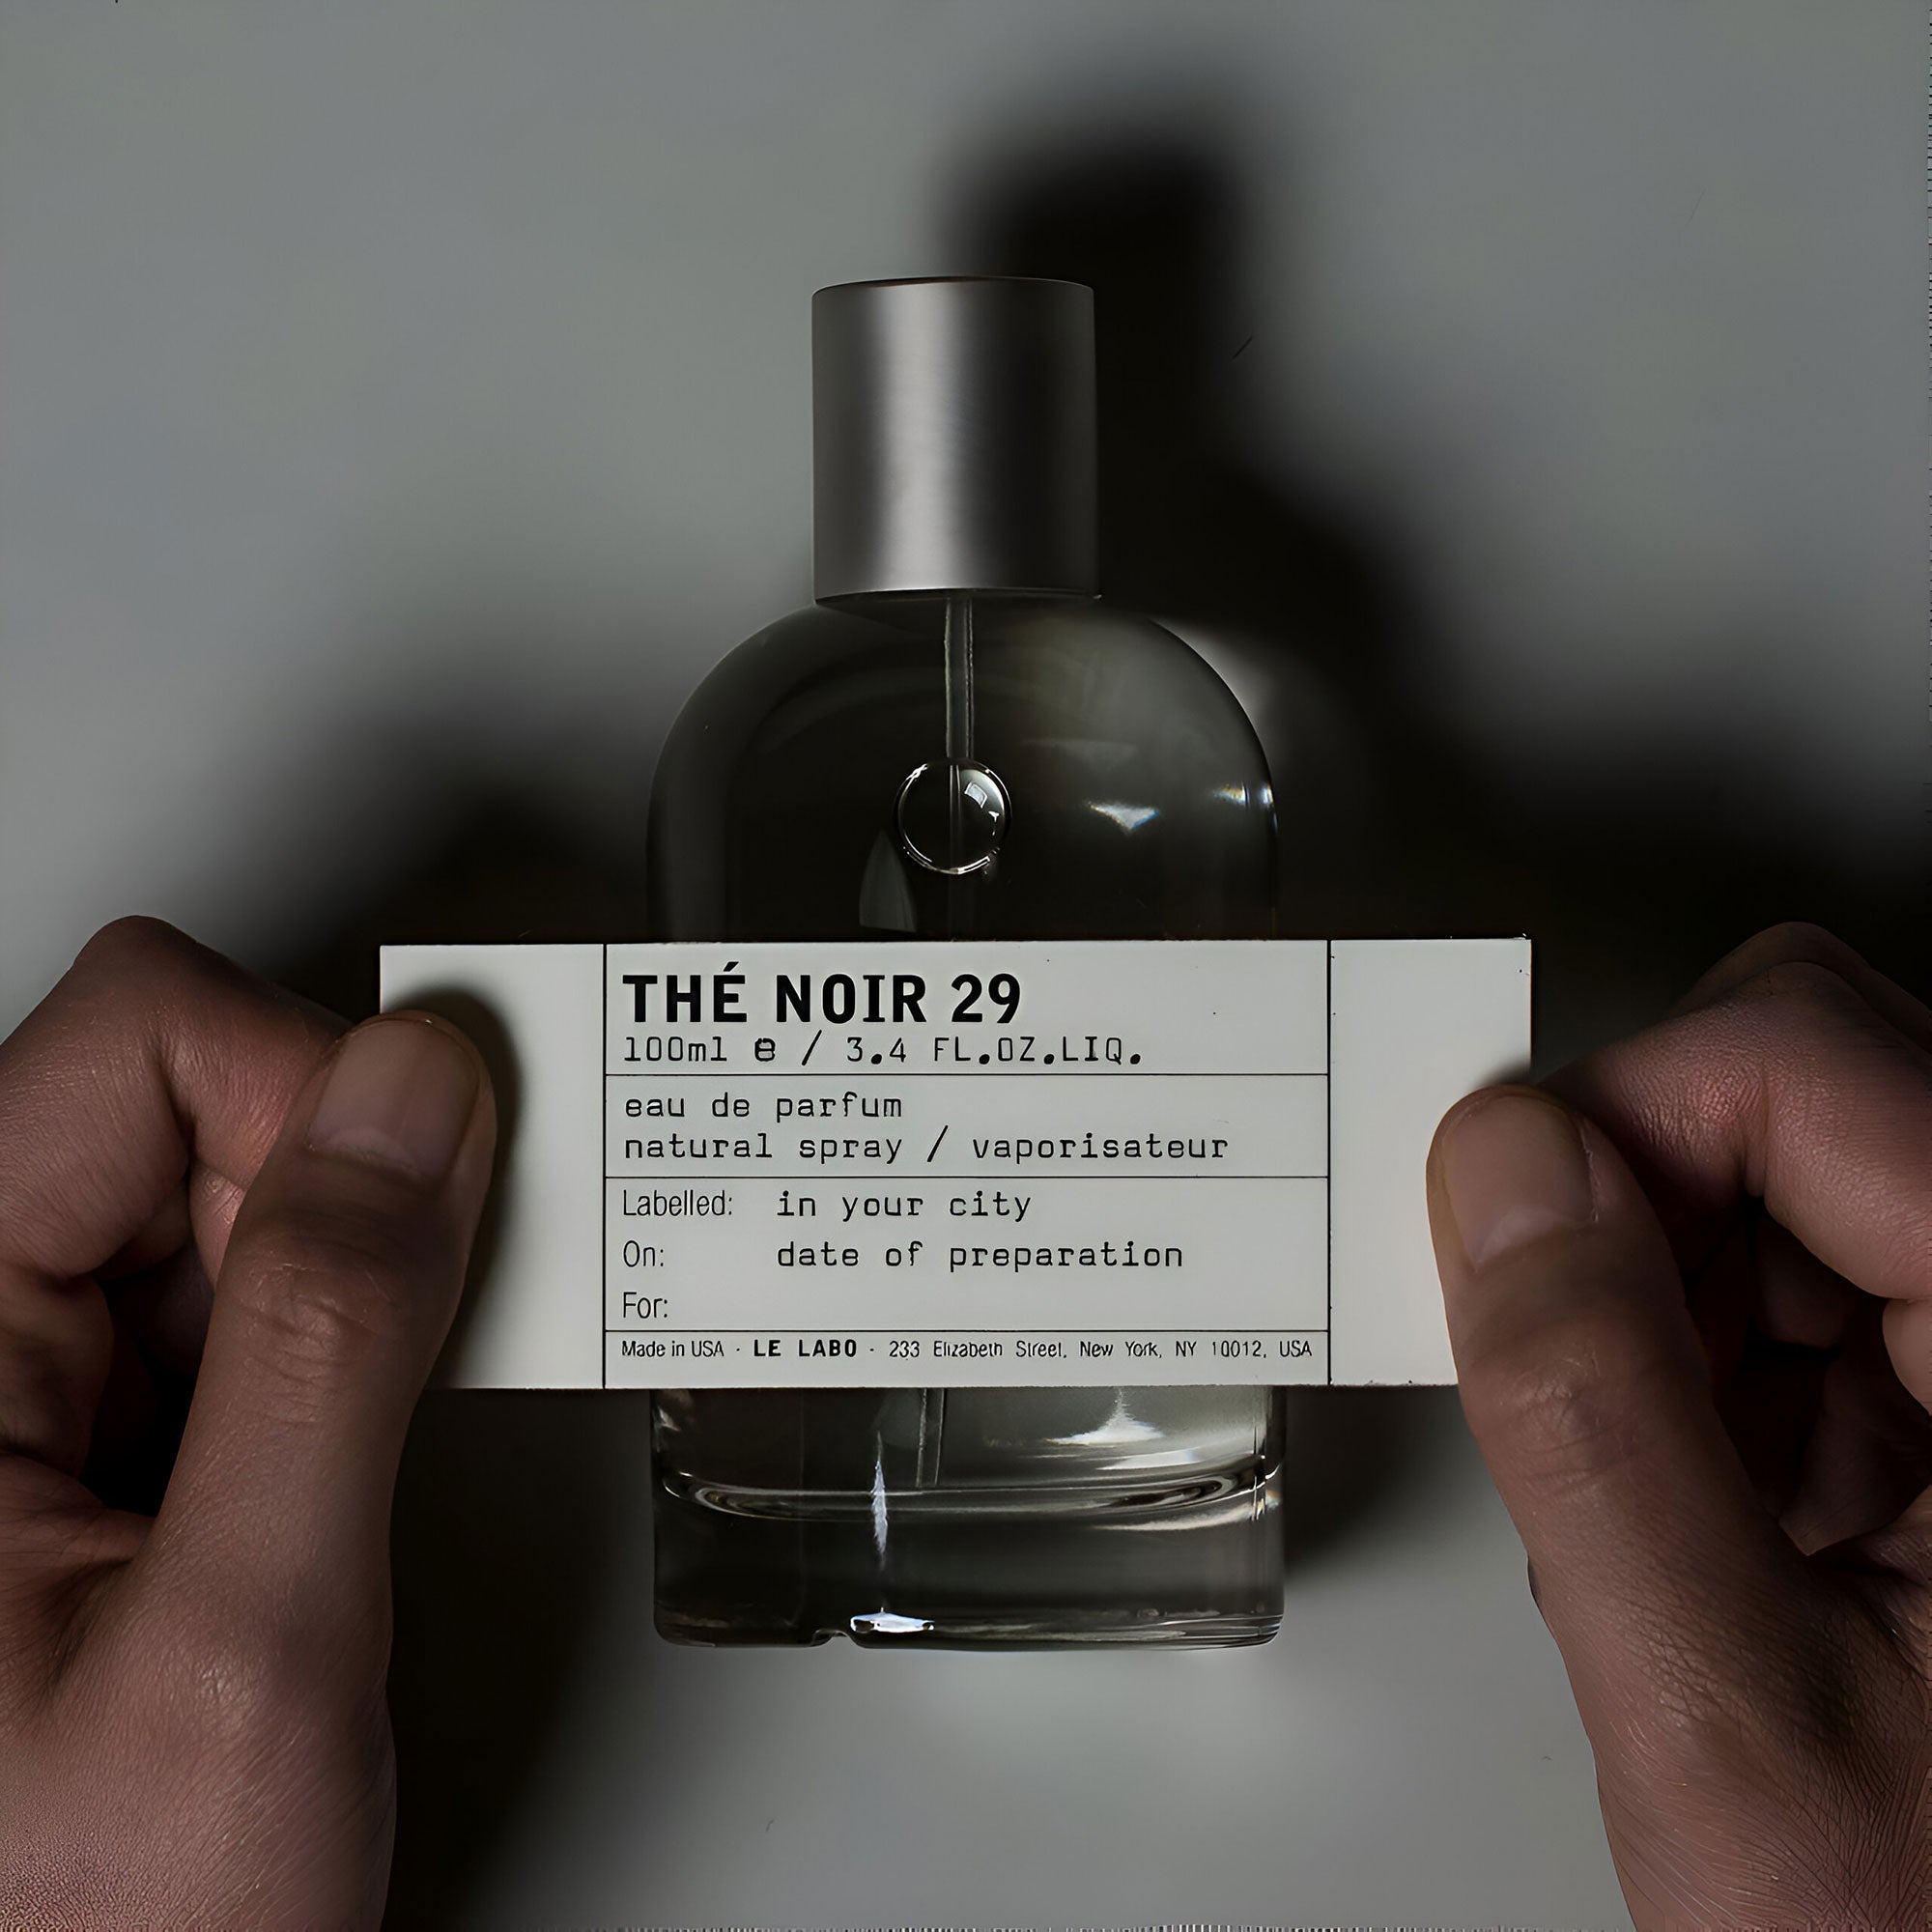 THÉ NOIR 29
100ml e / 3.4 FL.OZ.LIQ.
eau de parfum
natural spray / vaporisateur
Labelled: in your city
On: date of preparation
For:
Made in USA · LE LABO · 233 Elizabeth Street, New York, NY 10012, USA